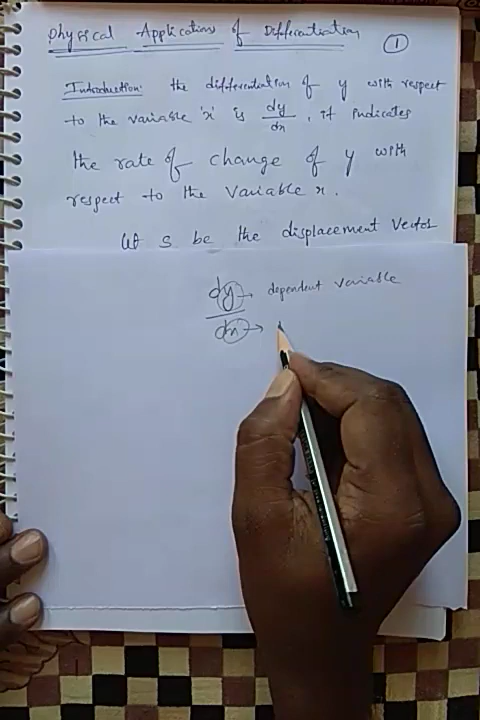 Physical Applications of Differentiation ①
Introduction: the differentiation of y with respect
to the variable 'x' is dy/dx, it indicates
the rate of change of y with
respect to the variable x.
let s be the displacement vector
dy → dependent variable
dx →